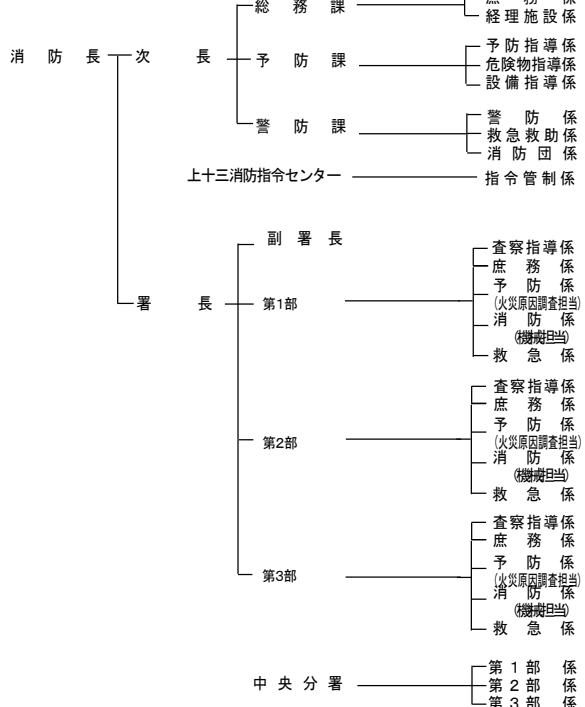 総務課
庶務係
経理施設係
消防長
次長
予防課
予防指導係
危険物指導係
設備指導係
警防課
警防係
救急救助係
消防団係
上十三消防指令センター
指令管制係
署長
副署長
第1部
査察指導係
庶務係
予防係
(火災原因調査担当)
消防係
(機械担当)
救急係
第2部
査察指導係
庶務係
予防係
(火災原因調査担当)
消防係
(機械担当)
救急係
第3部
査察指導係
庶務係
予防係
(火災原因調査担当)
消防係
(機械担当)
救急係
中央分署
第1部係
第2部係
第3部係